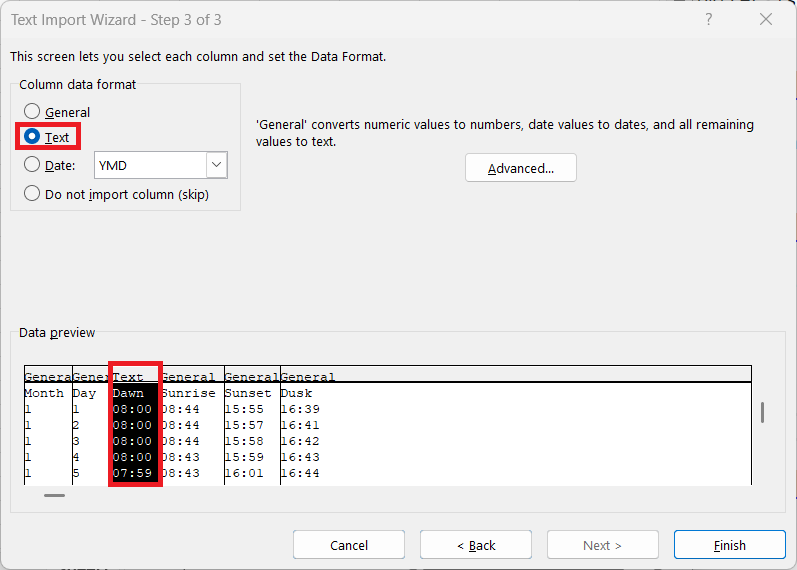 Text Import Wizard - Step 3 of 3
?
This screen lets you select each column and set the Data Format.
Column data format
General
Text
Date: YMD
Do not import column (skip)
'General' converts numeric values to numbers, date values to dates, and all remaining
values to text.
Advanced...
Data preview
Genera Gener Text General General General
Month Day Dawn Sunrise Sunset Dusk
1 1 08:00 08:44 15:55 16:39
1 2 08:00 08:44 15:57 16:41
1 3 08:00 08:44 15:58 16:42
1 4 08:00 08:43 15:59 16:43
1 5 07:59 08:43 16:01 16:44
Cancel < Back Next > Finish